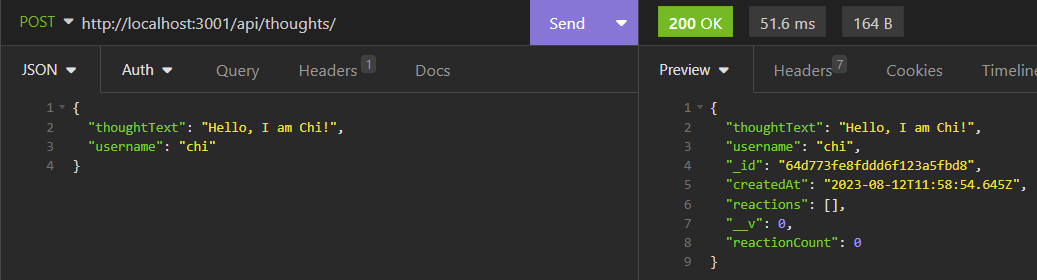 POST http://localhost:3001/api/thoughts/ Send 200 OK 51.6 ms 164 B
JSON Auth Query Headers 1 Docs Preview Headers 7 Cookies Timeline
1 {
2 "thoughtText": "Hello, I am Chi!",
3 "username": "chi"
4 }
1 {
2 "thoughtText": "Hello, I am Chi!",
3 "username": "chi",
4 "_id": "64d773fe8fddd6f123a5fbd8",
5 "createdAt": "2023-08-12T11:58:54.645Z",
6 "reactions": [],
7 "__v": 0,
8 "reactionCount": 0
9 }